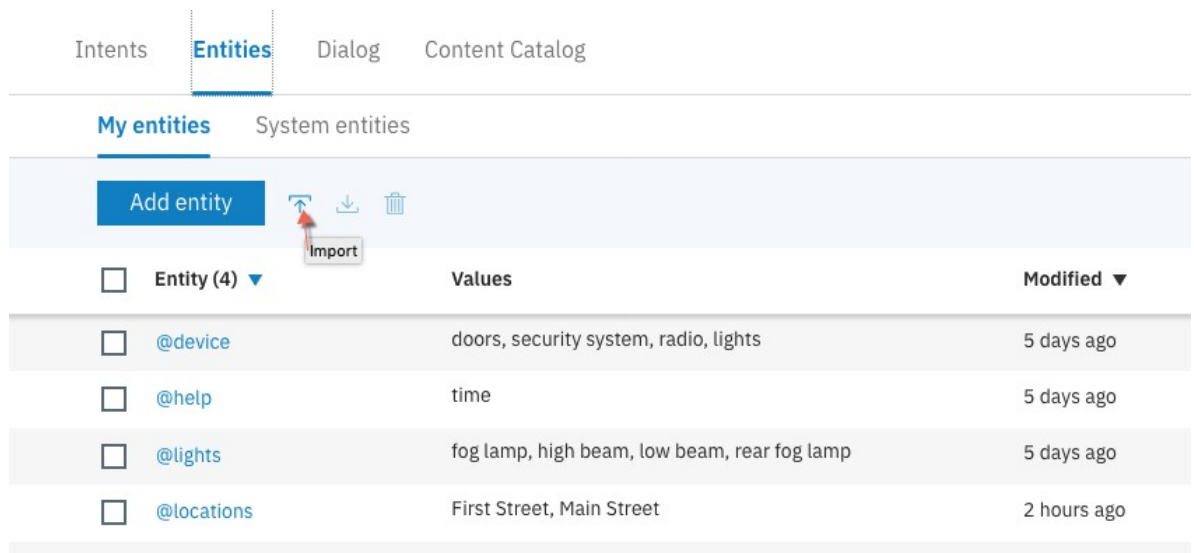 Intents Entities Dialog Content Catalog
My entities System entities
Add entity
Import
Entity (4) ▼ Values Modified ▼
@device doors, security system, radio, lights 5 days ago
@help time 5 days ago
@lights fog lamp, high beam, low beam, rear fog lamp 5 days ago
@locations First Street, Main Street 2 hours ago